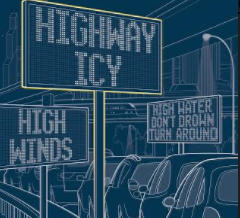 HIGHWAY
ICY
HIGH
WINDS
HIGH WATER
DON'T DROWN
TURN AROUND